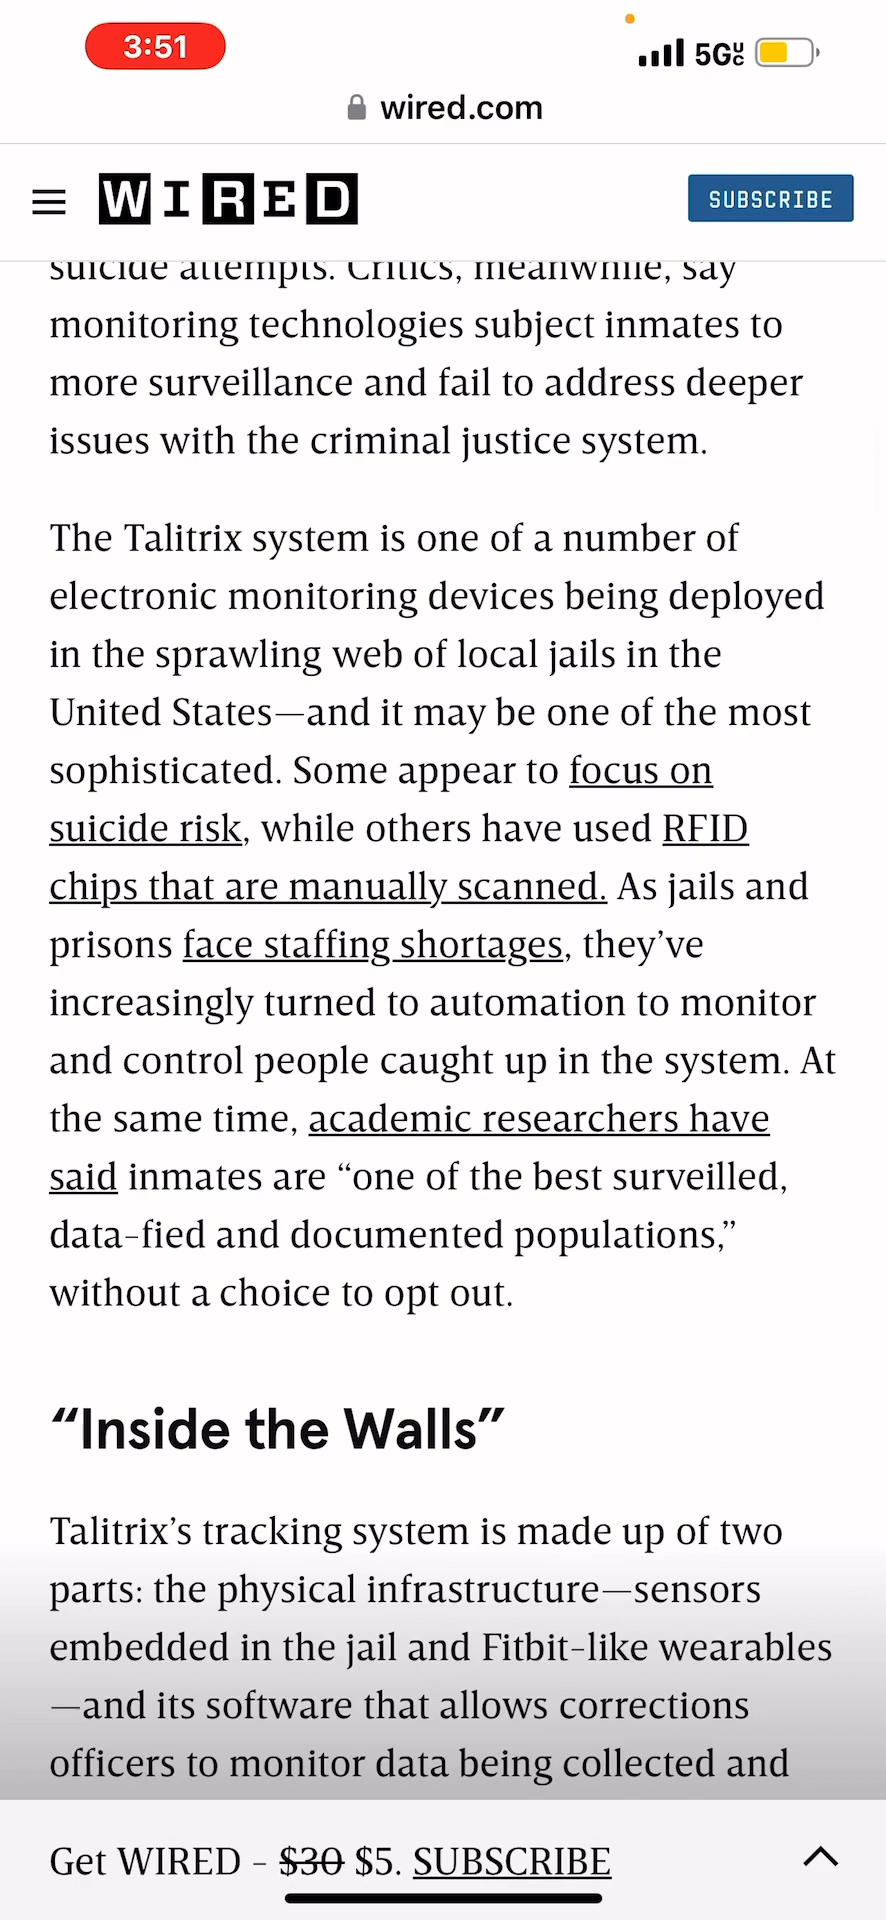 3:51
5GUC
wired.com
WIRED
SUBSCRIBE
suicide attempts. Critics, meanwhile, say
monitoring technologies subject inmates to
more surveillance and fail to address deeper
issues with the criminal justice system.
The Talitrix system is one of a number of
electronic monitoring devices being deployed
in the sprawling web of local jails in the
United States—and it may be one of the most
sophisticated. Some appear to focus on
suicide risk, while others have used RFID
chips that are manually scanned. As jails and
prisons face staffing shortages, they’ve
increasingly turned to automation to monitor
and control people caught up in the system. At
the same time, academic researchers have
said inmates are “one of the best surveilled,
data-fied and documented populations,”
without a choice to opt out.
“Inside the Walls”
Talitrix’s tracking system is made up of two
parts: the physical infrastructure—sensors
embedded in the jail and Fitbit-like wearables
—and its software that allows corrections
officers to monitor data being collected and
Get WIRED - $30 $5. SUBSCRIBE